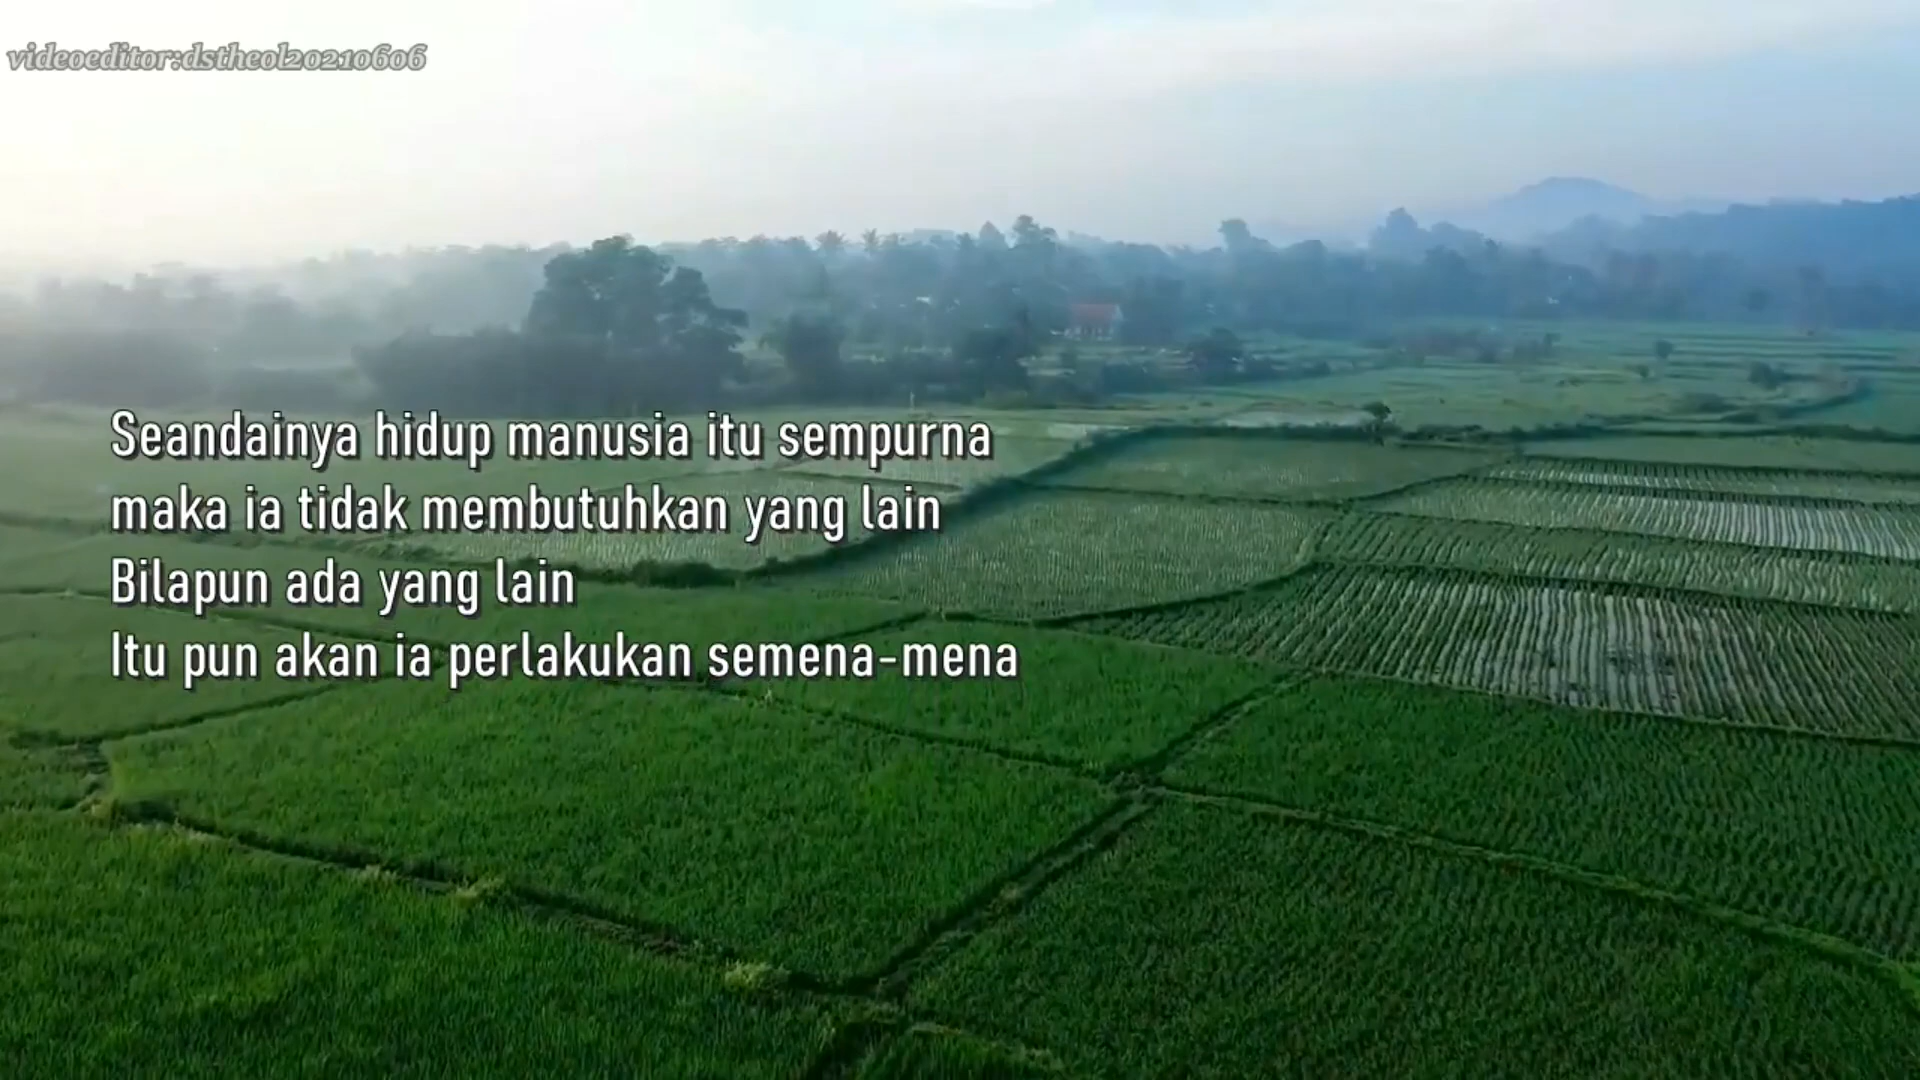 videoeditor:dstheol20210606
Seandainya hidup manusia itu sempurna
maka ia tidak membutuhkan yang lain
Bilapun ada yang lain
Itu pun akan ia perlakukan semena-mena